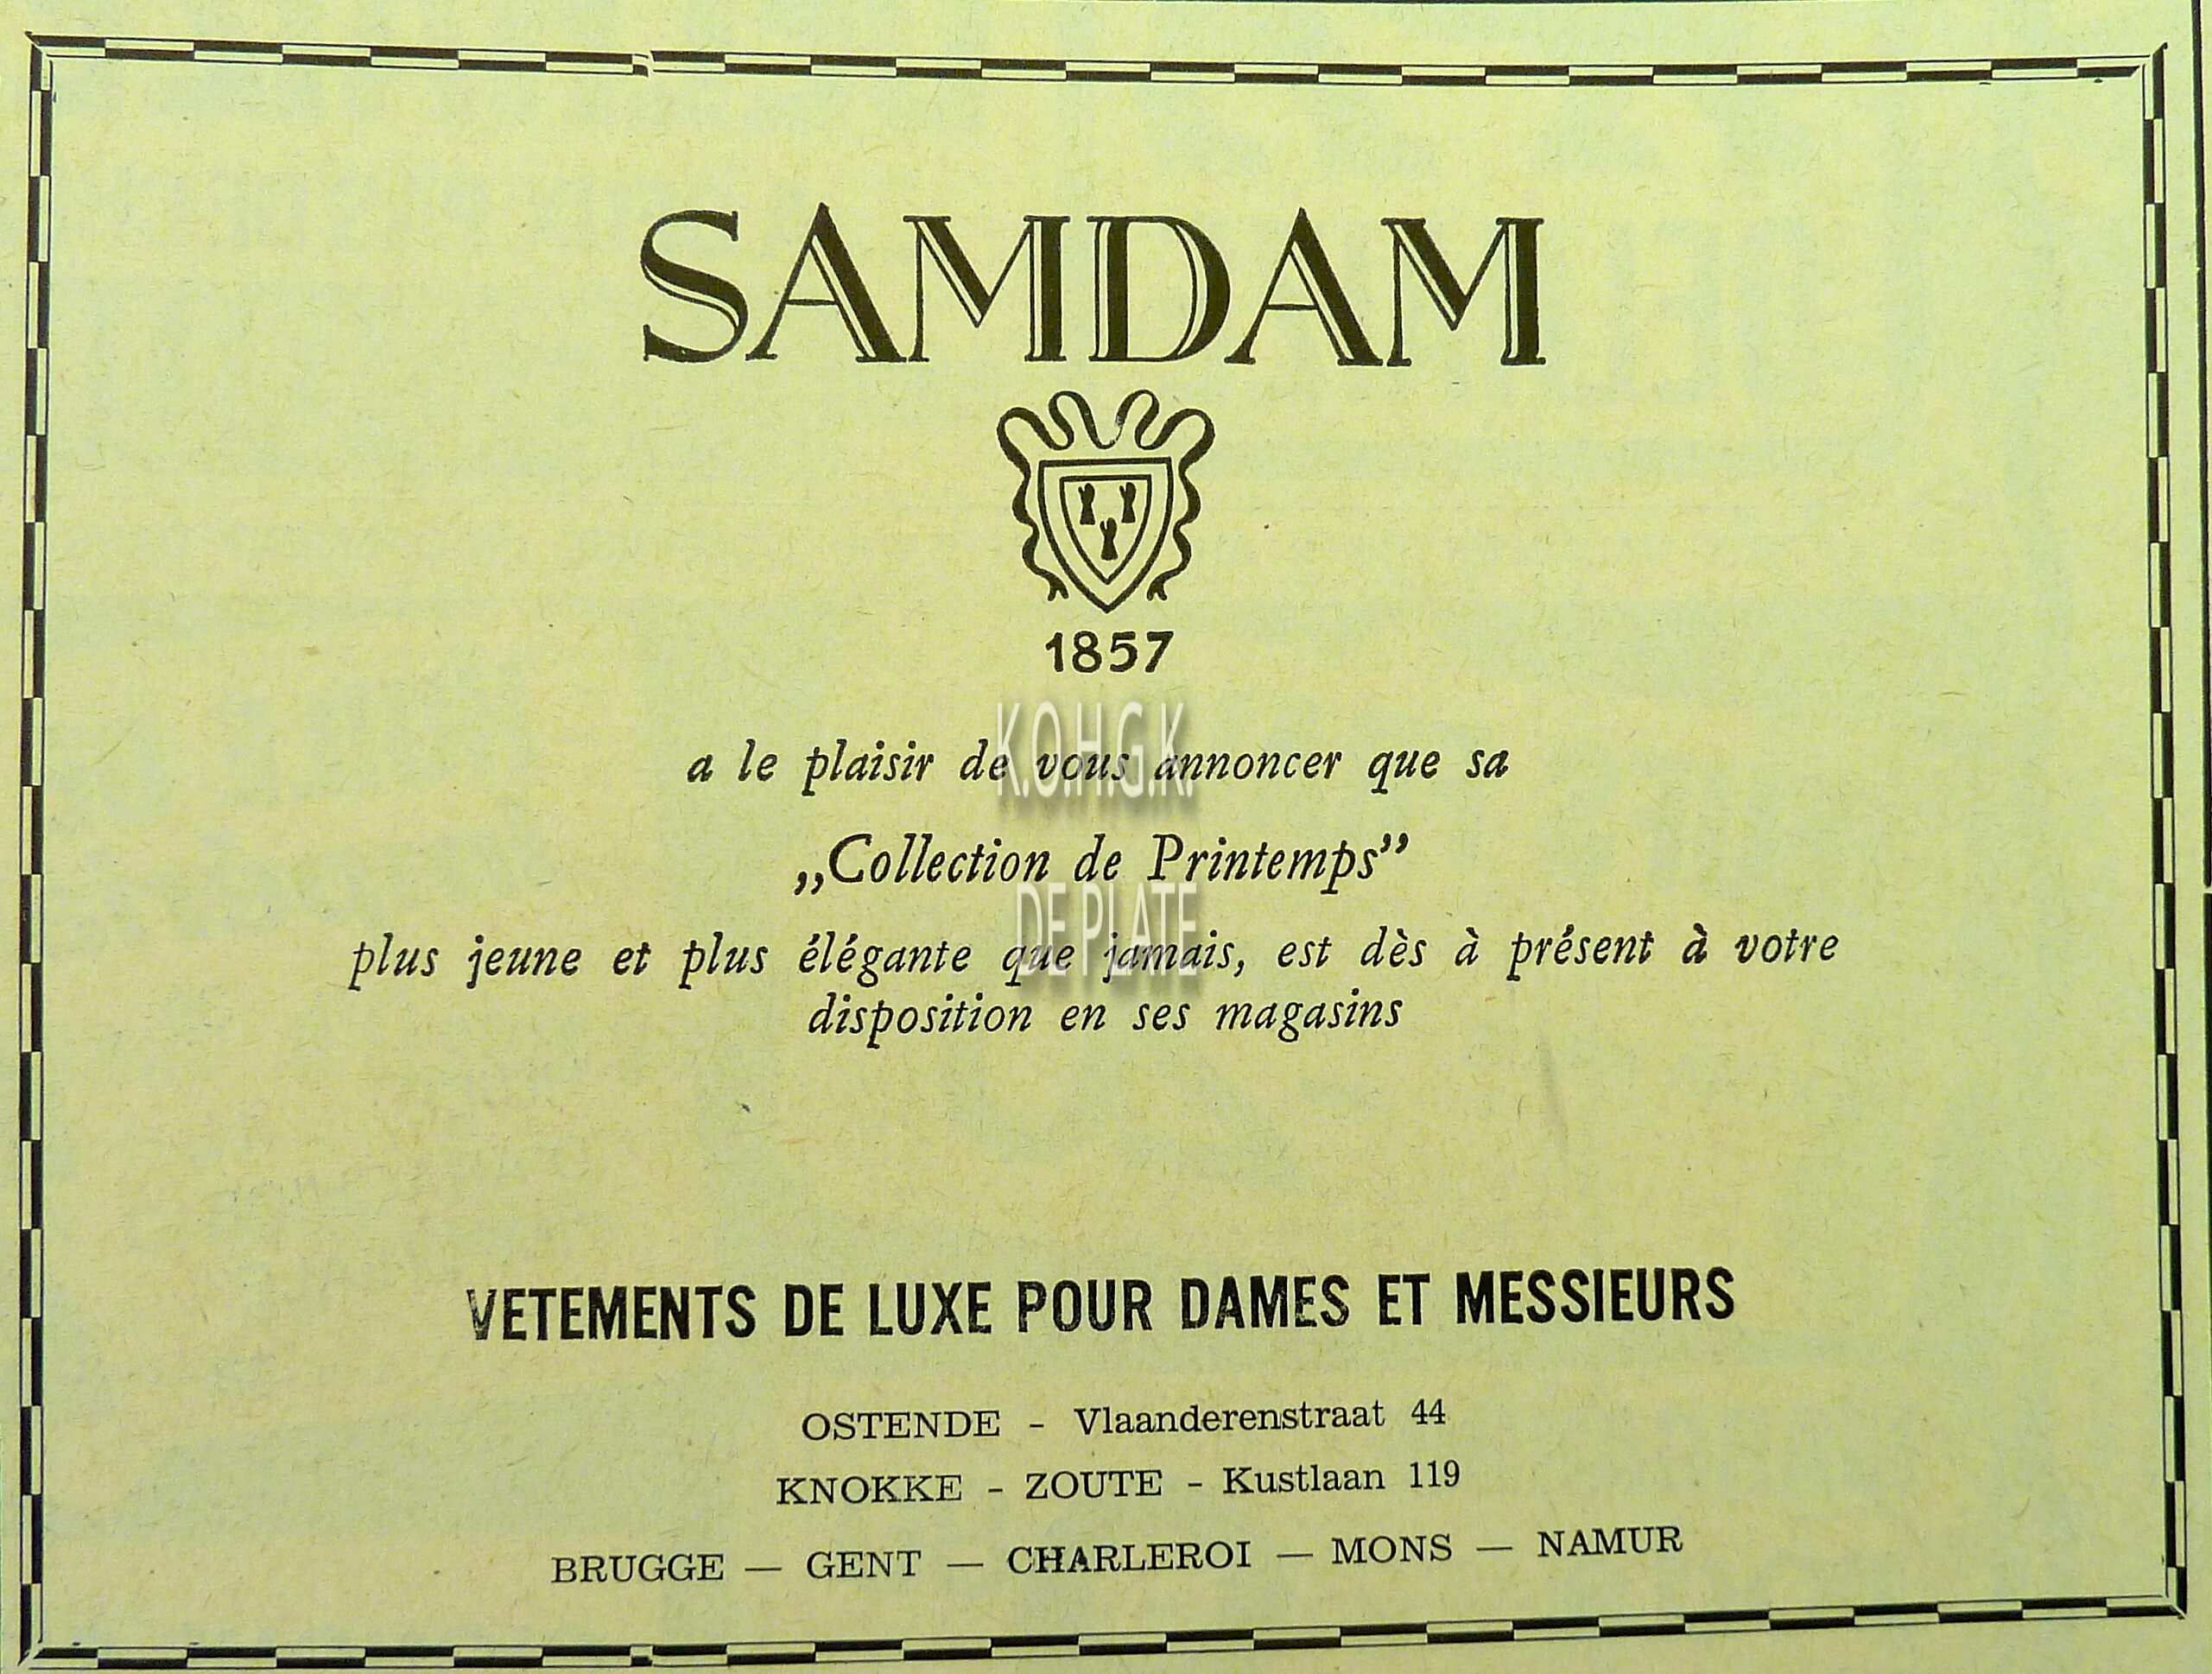 SAMDAM
1857
K.O.H.G.K.
a le plaisir de vous annoncer que sa
„Collection de Printemps”
DE PLATE
plus jeune et plus élégante que jamais, est dès à présent à votre
disposition en ses magasins
VETEMENTS DE LUXE POUR DAMES ET MESSIEURS
OSTENDE - Vlaanderenstraat 44
KNOKKE - ZOUTE - Kustlaan 119
BRUGGE — GENT — CHARLEROI — MONS — NAMUR